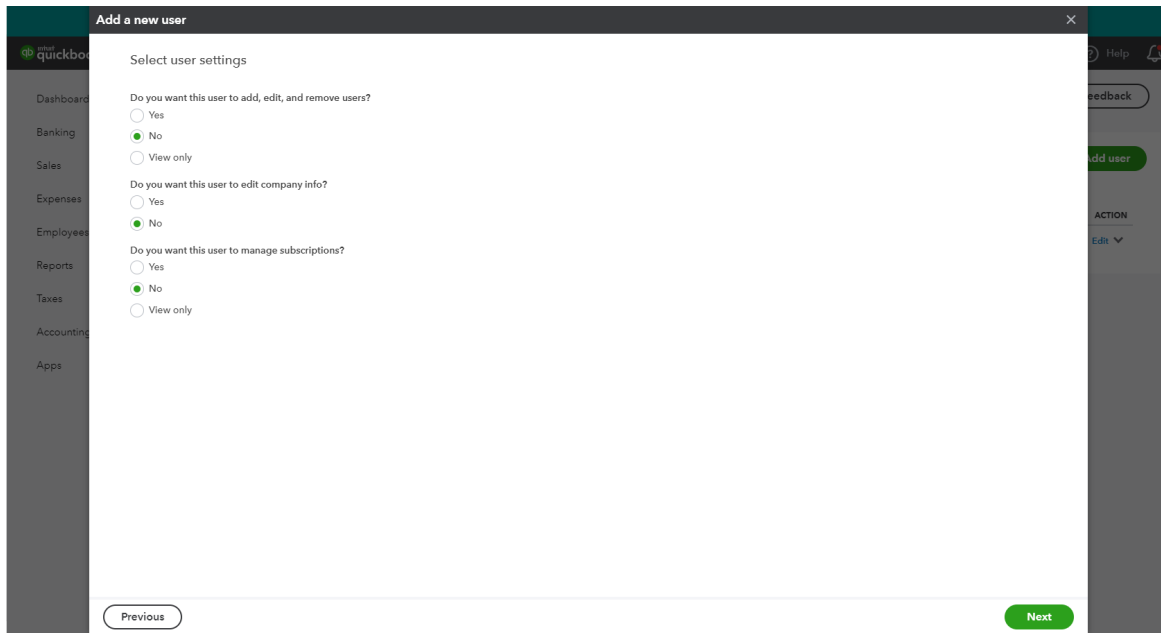 Add a new user
intuit
quickboo
Help
Select user settings
Dashboard
Banking
Sales
Expenses
Employees
Reports
Taxes
Accounting
Apps
Do you want this user to add, edit, and remove users?
Yes
No
View only
Do you want this user to edit company info?
Yes
No
Do you want this user to manage subscriptions?
Yes
No
View only
eedback
Add user
ACTION
Edit
Previous
Next